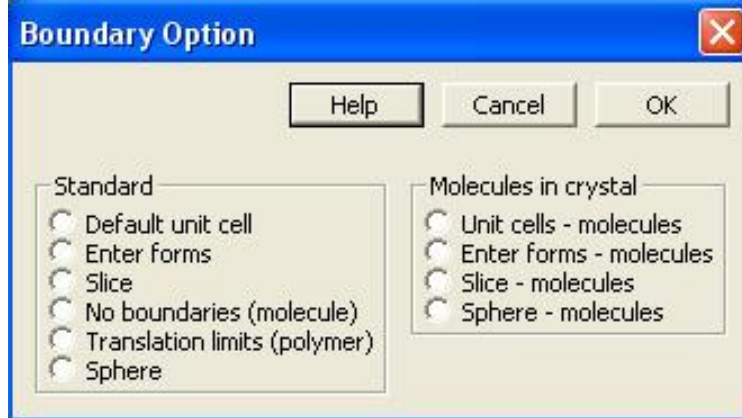 Boundary Option
Help Cancel OK
Standard
Default unit cell
Enter forms
Slice
No boundaries (molecule)
Translation limits (polymer)
Sphere
Molecules in crystal
Unit cells - molecules
Enter forms - molecules
Slice - molecules
Sphere - molecules